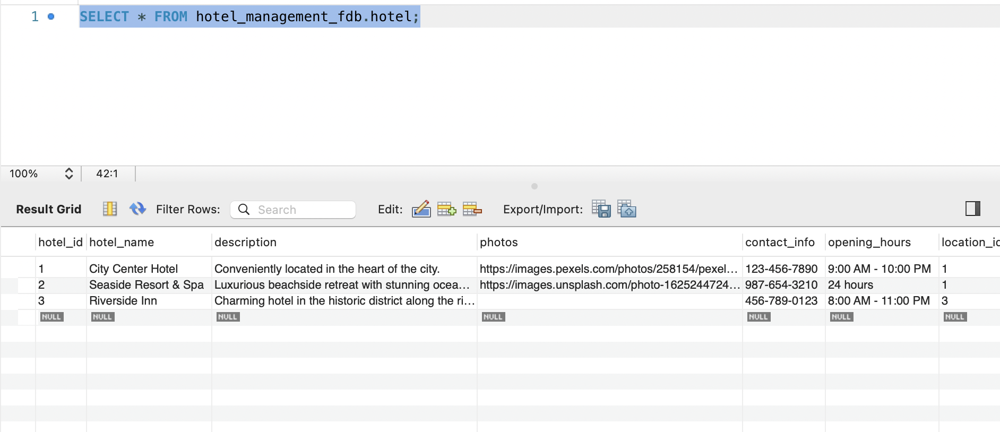 1 SELECT * FROM hotel_management_fdb.hotel;
100% 42:1
Result Grid Filter Rows: Search Edit: Export/Import:
hotel_id hotel_name description photos contact_info opening_hours location_id
1 City Center Hotel Conveniently located in the heart of the city. https://images.pexels.com/photos/258154/pexel... 123-456-7890 9:00 AM - 10:00 PM 1
2 Seaside Resort & Spa Luxurious beachside retreat with stunning ocea... https://images.unsplash.com/photo-1625244724... 987-654-3210 24 hours 1
3 Riverside Inn Charming hotel in the historic district along the ri... 456-789-0123 8:00 AM - 11:00 PM 3
NULL NULL NULL NULL NULL NULL NULL